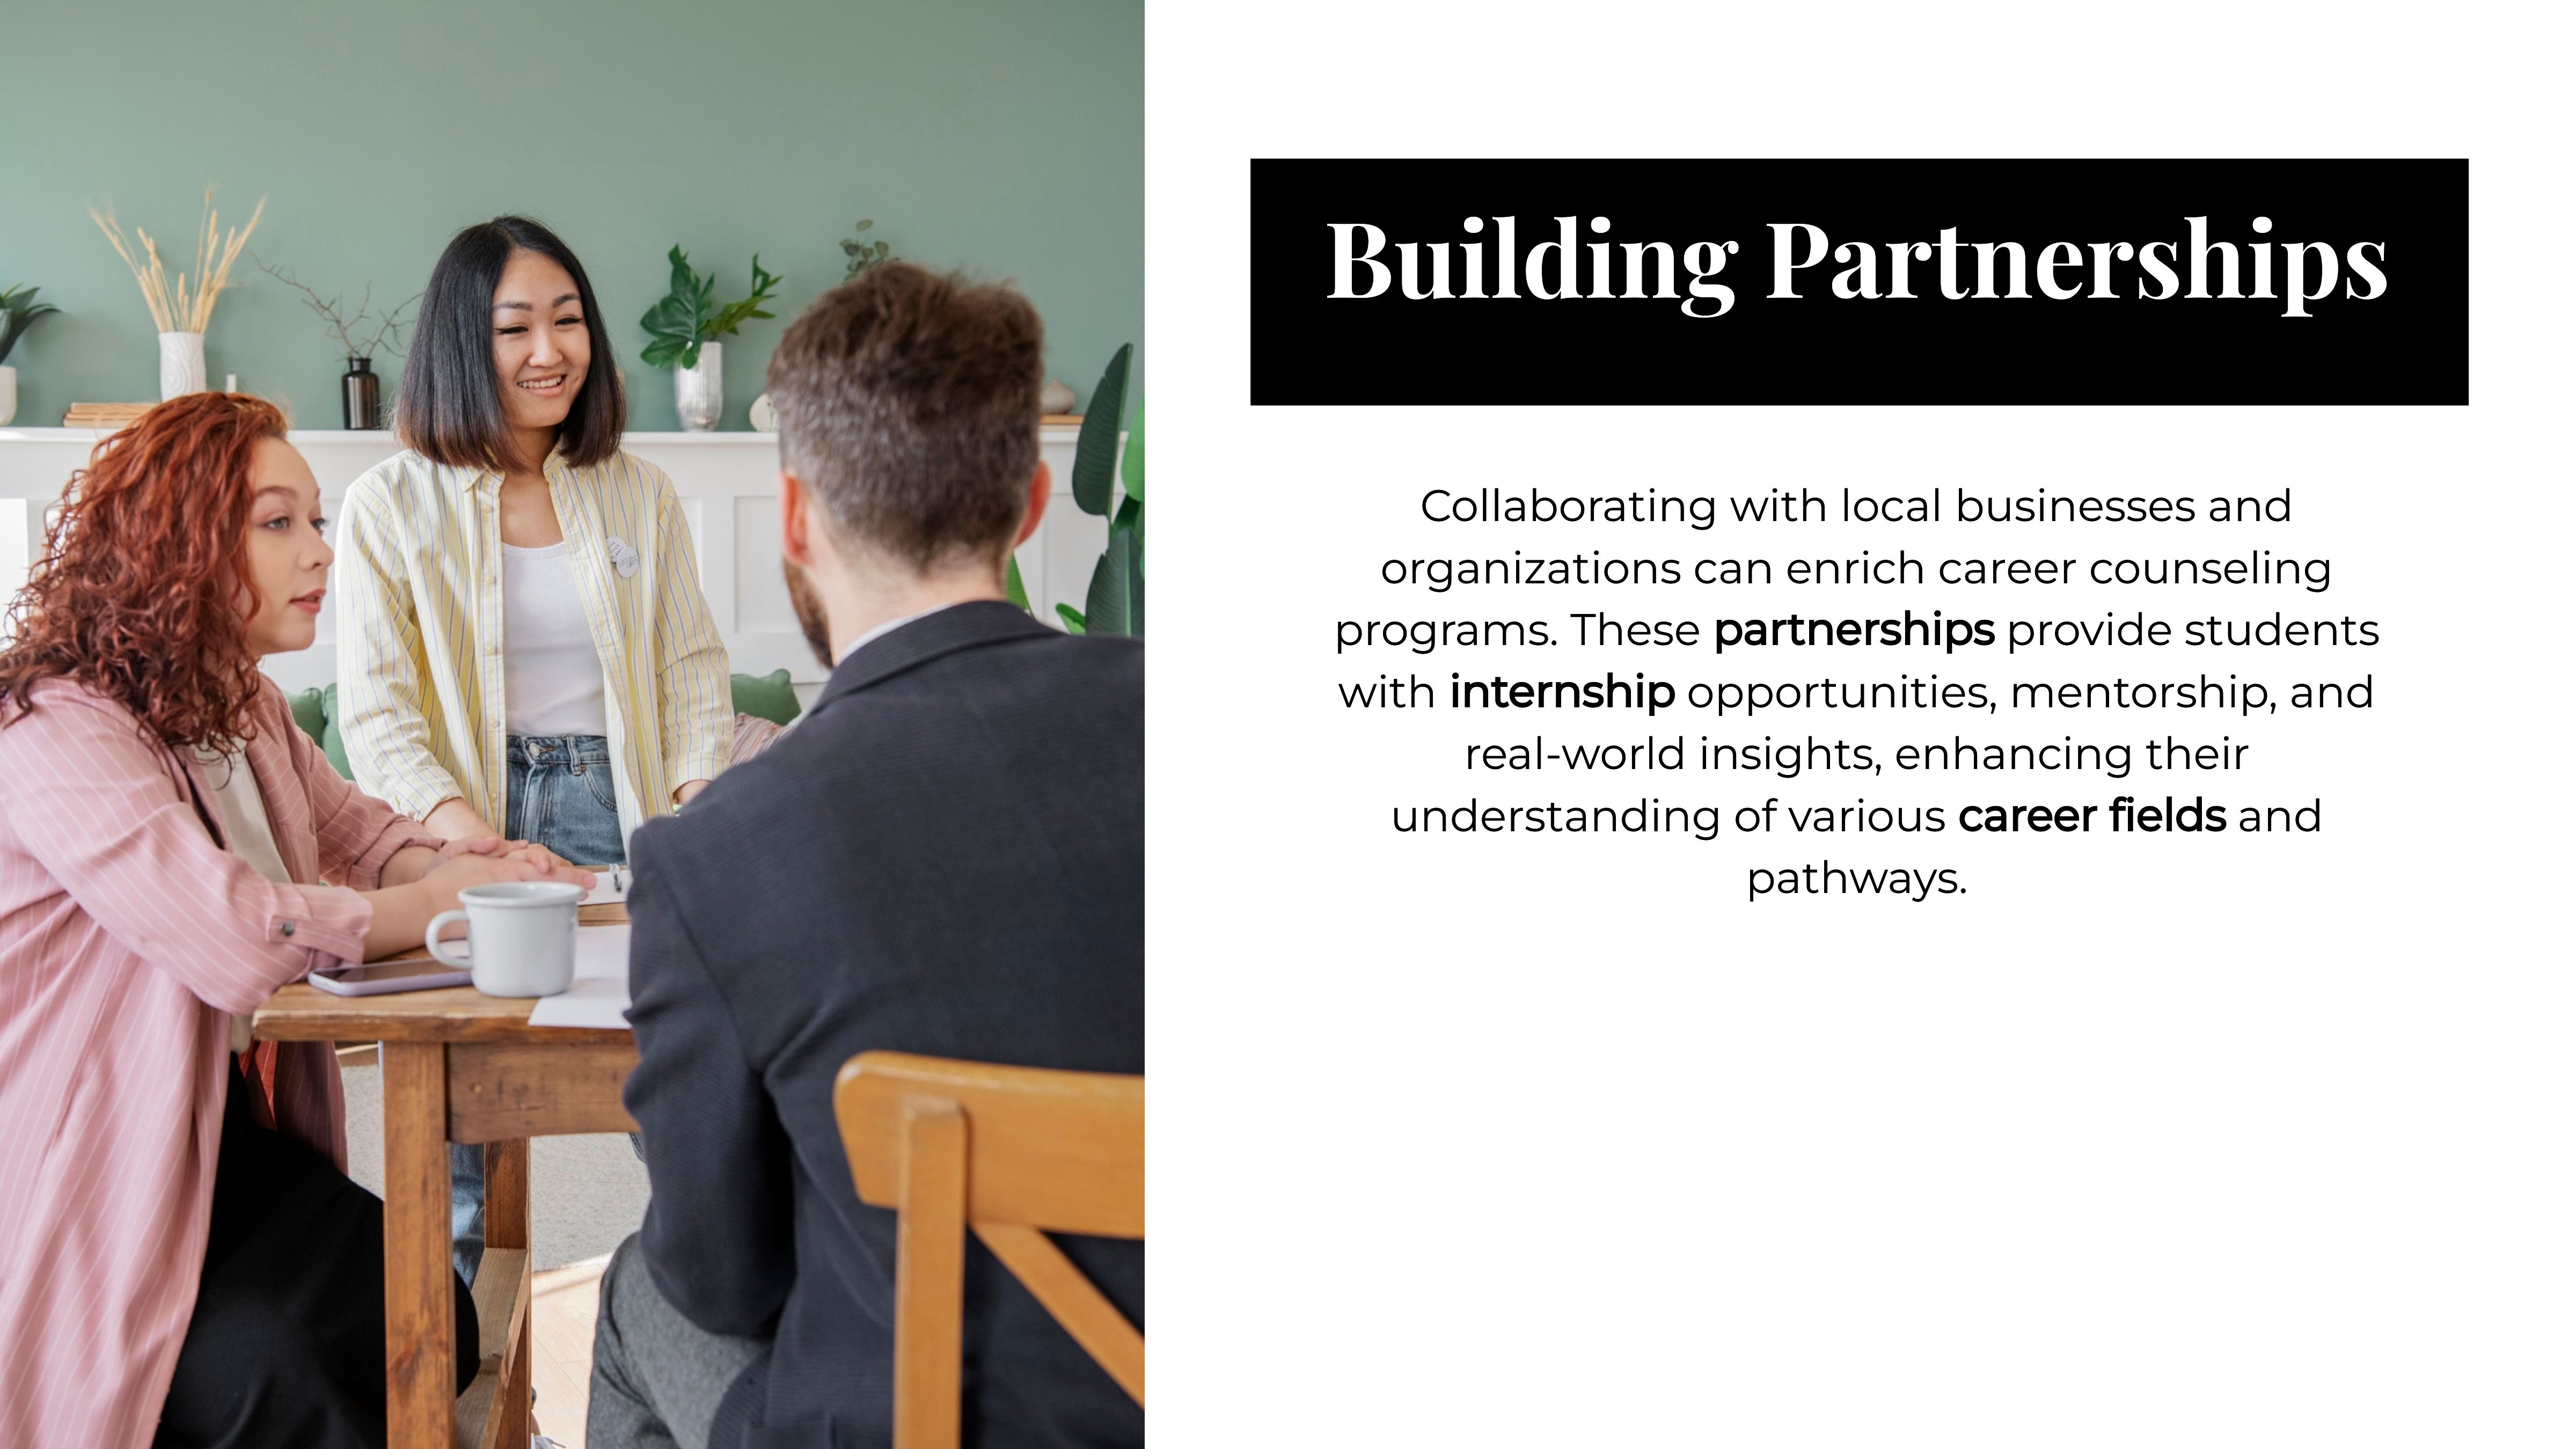 Building Partnerships
Collaborating with local businesses and
organizations can enrich career counseling
programs. These partnerships provide students
with internship opportunities, mentorship, and
real-world insights, enhancing their
understanding of various career fields and
pathways.